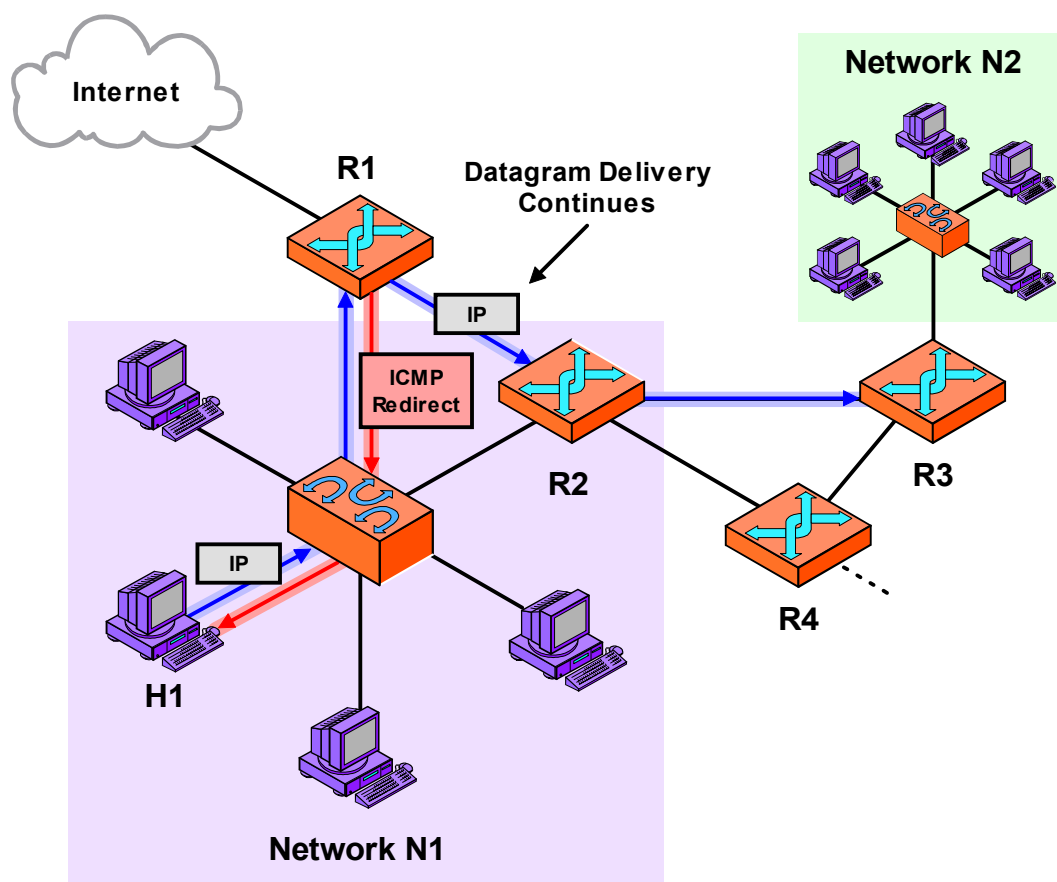 Network N2
Internet
R1
Datagram Delivery
Continues
IP
ICMP
Redirect
R2
R3
IP
R4
H1
Network N1